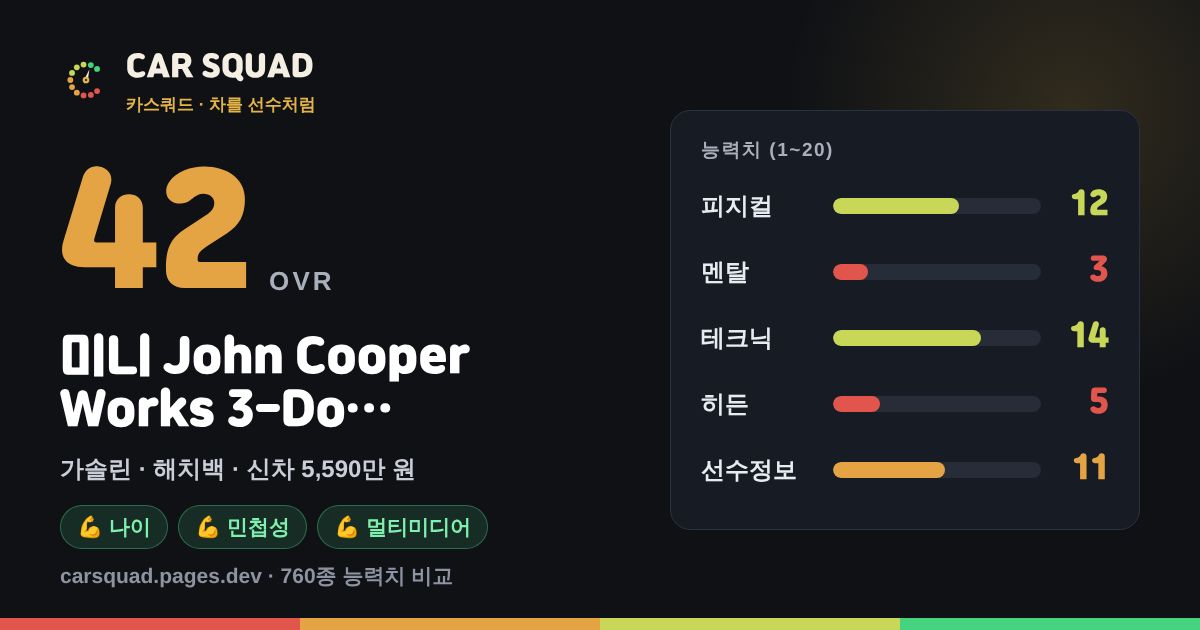 CAR SQUAD
카스쿼드 · 차를 선수처럼
42 OVR
미니 John Cooper
Works 3-Do···
가솔린 · 해치백 · 신차 5,590만 원
💪 나이 💪 민첩성 💪 멀티미디어
carsquad.pages.dev · 760종 능력치 비교
능력치 (1~20)
피지컬 12
멘탈 3
테크닉 14
히든 5
선수정보 11